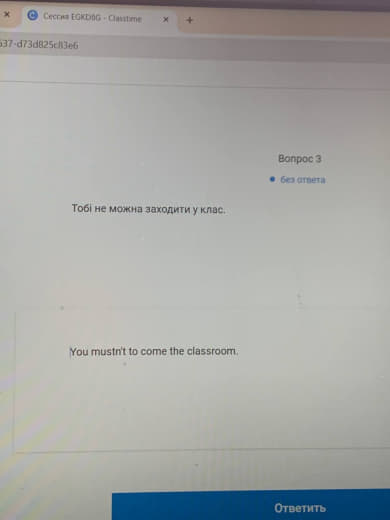 Сессия EGKD8G - Classtime
537-d73d825c83e6
Вопрос 3
без ответа
Тобі не можна заходити у клас.
You mustn't to come the classroom.
Ответить